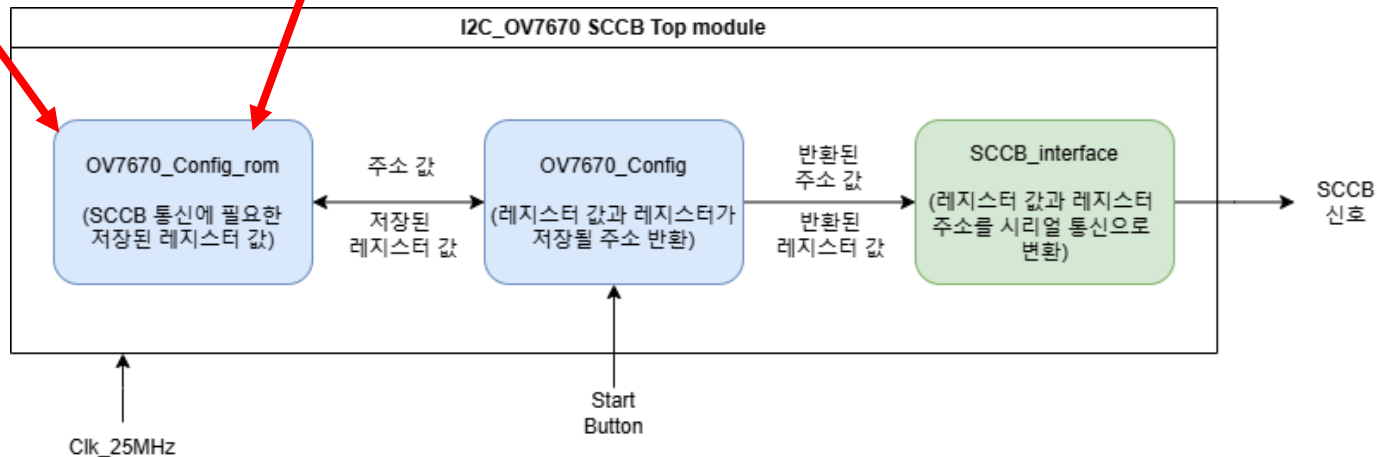 I2C_OV7670 SCCB Top module
OV7670_Config_rom
(SCCB 통신에 필요한
저장된 레지스터 값)
주소 값
저장된
레지스터 값
OV7670_Config
(레지스터 값과 레지스터가
저장될 주소 반환)
반환된
주소 값
반환된
레지스터 값
SCCB_interface
(레지스터 값과 레지스터
주소를 시리얼 통신으로
변환)
SCCB
신호
Start
Button
Clk_25MHz